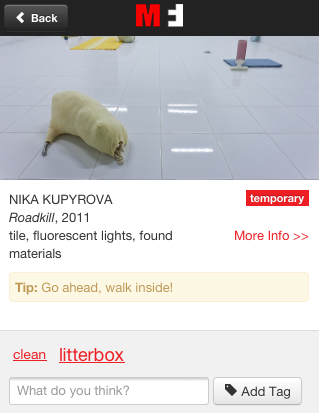 Back
M
NIKA KUPYROVA
temporary
Roadkill, 2011
tile, fluorescent lights, found
materials
More Info >>
Tip: Go ahead, walk inside!
clean litterbox
What do you think?
Add Tag